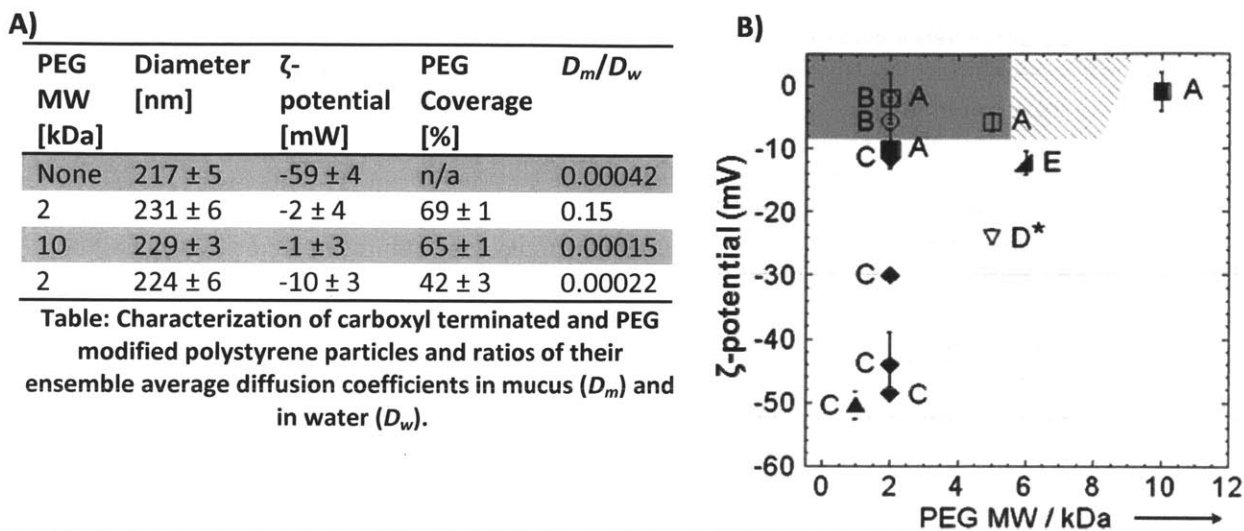 A)
PEG Diameter ζ- PEG Dm/Dw
MW [nm] potential Coverage
[kDa] [mW] [%]
None 217 ± 5 -59 ± 4 n/a 0.00042
2 231 ± 6 -2 ± 4 69 ± 1 0.15
10 229 ± 3 -1 ± 3 65 ± 1 0.00015
2 224 ± 6 -10 ± 3 42 ± 3 0.00022
Table: Characterization of carboxyl terminated and PEG
modified polystyrene particles and ratios of their
ensemble average diffusion coefficients in mucus (Dm) and
in water (Dw).
B)
ζ-potential (mV)
0
-10
-20
-30
-40
-50
-60
B A
B A
A
C A
E
D*
C
C
C C
0 2 4 6 8 10 12
PEG MW / kDa